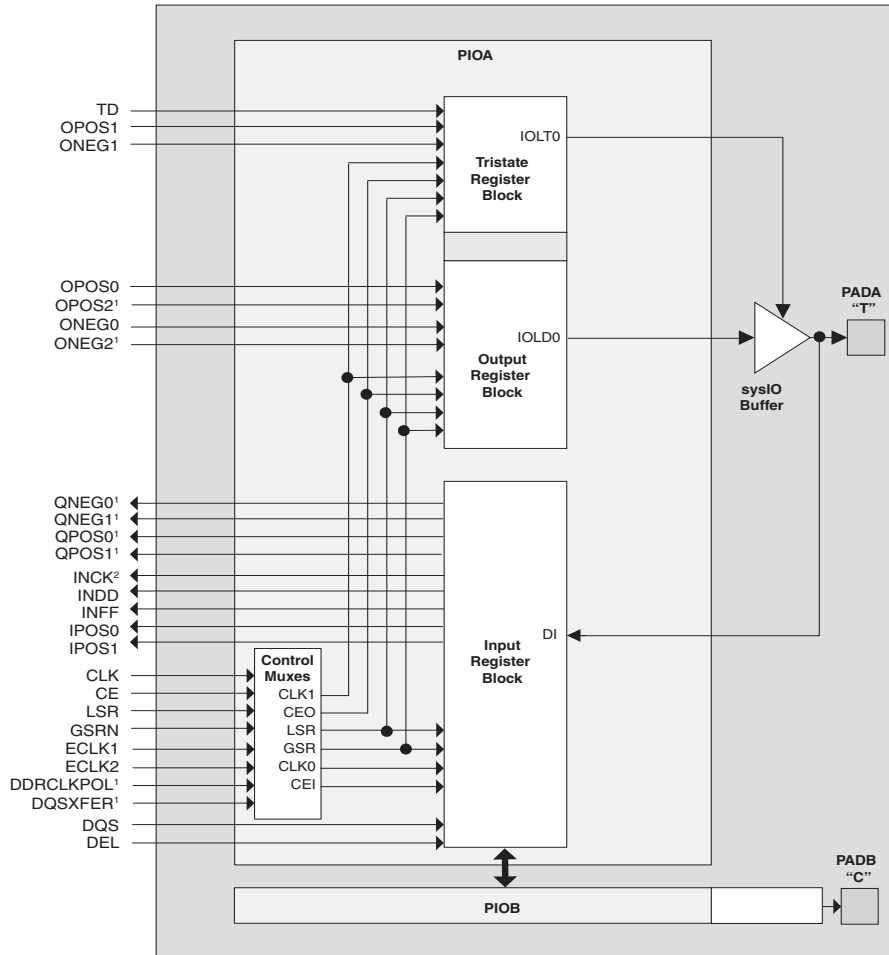 PIOA
TD
OPOS1
ONEG1
IOLT0
Tristate
Register
Block
OPOS0
OPOS2¹
ONEG0
ONEG2¹
IOLD0
Output
Register
Block
PADA
“T”
sysIO
Buffer
QNEG0¹
QNEG1¹
QPOS0¹
QPOS1¹
INCK²
INDD
INFF
IPOS0
IPOS1
DI
Input
Register
Block
Control
Muxes
CLK
CE
LSR
GSRN
ECLK1
ECLK2
DDRCLKPOL¹
DQSXFER¹
CLK1
CEO
LSR
GSR
CLK0
CEI
DQS
DEL
PADB
“C”
PIOB